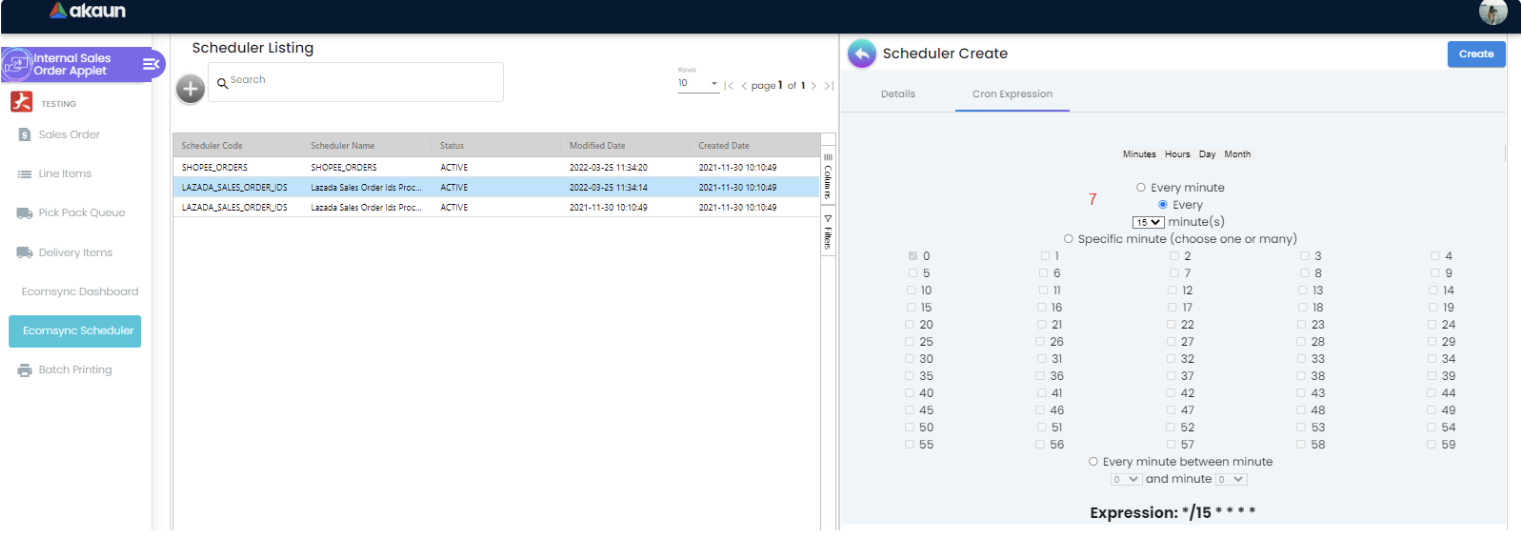 akaun
Internal Sales
Order Applet
TESTING
Sales Order
Line Items
Pick Pack Queue
Delivery Items
Ecomsync Dashboard
Ecomsync Scheduler
Batch Printing
Scheduler Listing
Search
Rows
10
|< < page 1 of 1 > >|
Scheduler Code Scheduler Name Status Modified Date Created Date
SHOPEE_ORDERS SHOPEE_ORDERS ACTIVE 2022-03-25 11:34:20 2021-11-30 10:10:49
LAZADA_SALES_ORDER_IDS Lazada Sales Order Ids Proc... ACTIVE 2022-03-25 11:34:14 2021-11-30 10:10:49
LAZADA_SALES_ORDER_IDS Lazada Sales Order Ids Proc... ACTIVE 2021-11-30 10:10:49 2021-11-30 10:10:49
Columns
Filters
Scheduler Create
Create
Details Cron Expression
Minutes Hours Day Month
Every minute
7
Every
15 minute(s)
Specific minute (choose one or many)
0 1 2 3 4
5 6 7 8 9
10 11 12 13 14
15 16 17 18 19
20 21 22 23 24
25 26 27 28 29
30 31 32 33 34
35 36 37 38 39
40 41 42 43 44
45 46 47 48 49
50 51 52 53 54
55 56 57 58 59
Every minute between minute
0 and minute 0
Expression: */15 * * * *